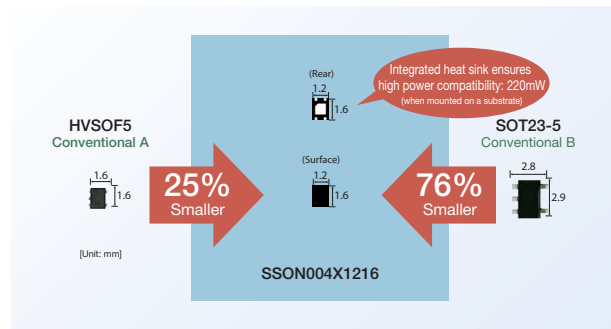 (Rear)
1.2
1.6
Integrated heat sink ensures
high power compatibility: 220mW
(when mounted on a substrate)
HVSOF5
Conventional A
1.6
1.6
25%
Smaller
(Surface)
1.2
1.6
76%
Smaller
SOT23-5
Conventional B
2.8
2.9
[Unit: mm]
SSON004X1216